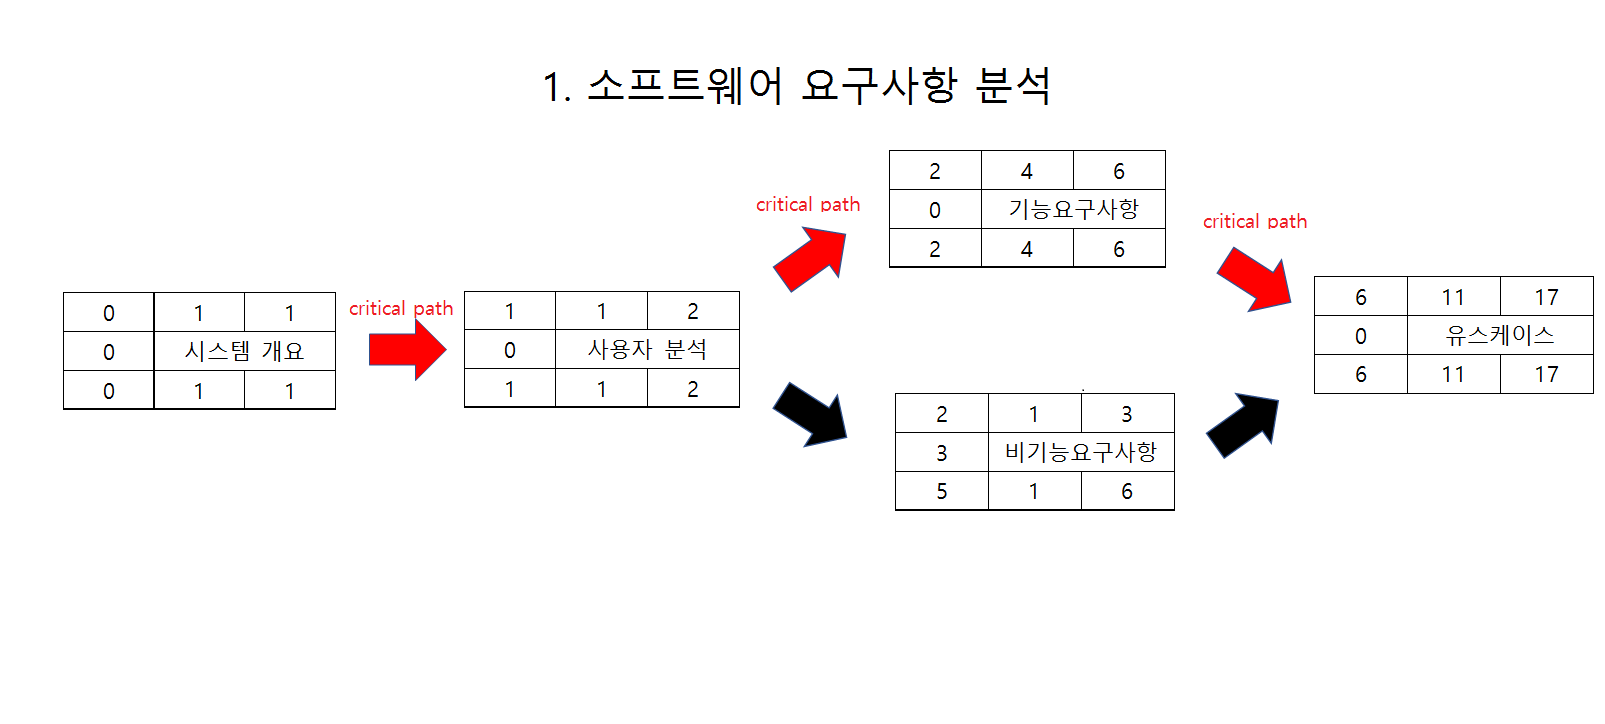 1. 소프트웨어 요구사항 분석
0 1 1
0 시스템 개요
0 1 1
critical path
1 1 2
0 사용자 분석
1 1 2
critical path
2 4 6
0 기능요구사항
2 4 6
2 1 3
3 비기능요구사항
5 1 6
critical path
6 11 17
0 유스케이스
6 11 17